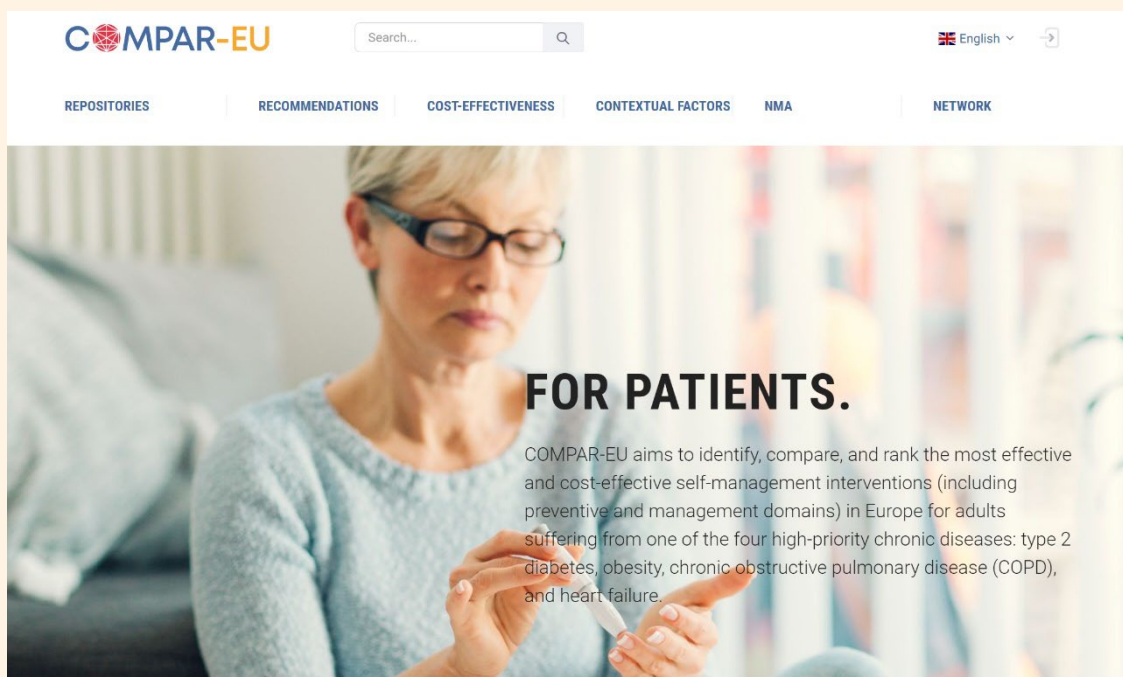 COMPAR-EU
Search...
English
REPOSITORIES
RECOMMENDATIONS
COST-EFFECTIVENESS
CONTEXTUAL FACTORS
NMA
NETWORK
FOR PATIENTS.
COMPAR-EU aims to identify, compare, and rank the most effective
and cost-effective self-management interventions (including
preventive and management domains) in Europe for adults
suffering from one of the four high-priority chronic diseases: type 2
diabetes, obesity, chronic obstructive pulmonary disease (COPD),
and heart failure.